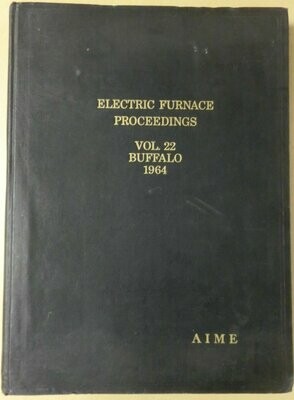 ELECTRIC FURNACE
PROCEEDINGS
VOL. 22
BUFFALO
1964
AIME